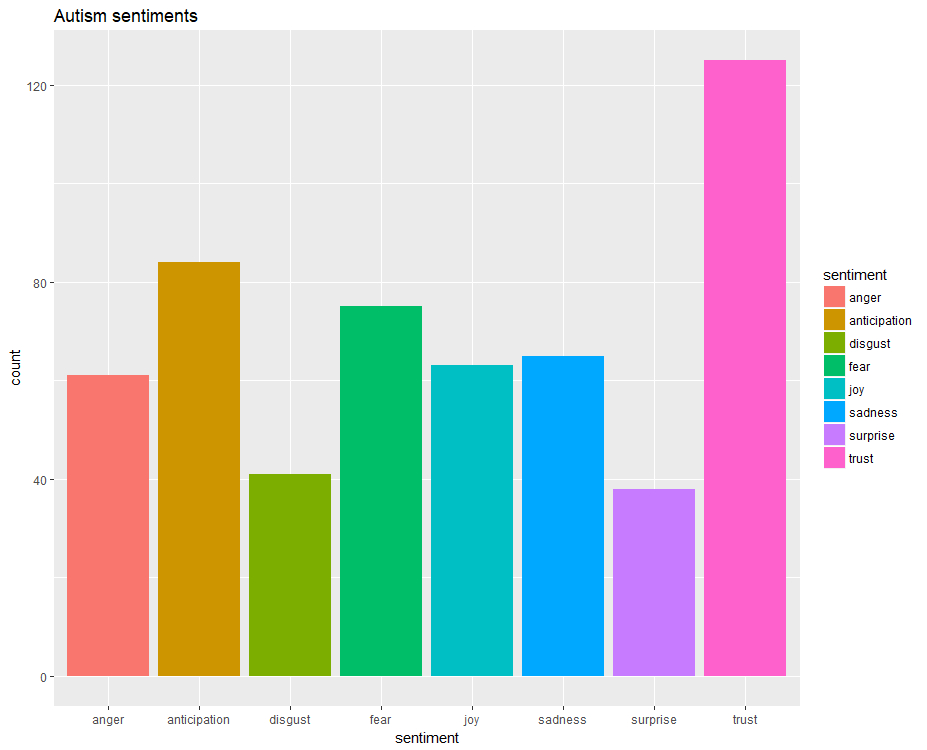 Autism sentiments
120
80
40
0
count
anger anticipation disgust fear joy sadness surprise trust
sentiment
sentiment
anger
anticipation
disgust
fear
joy
sadness
surprise
trust